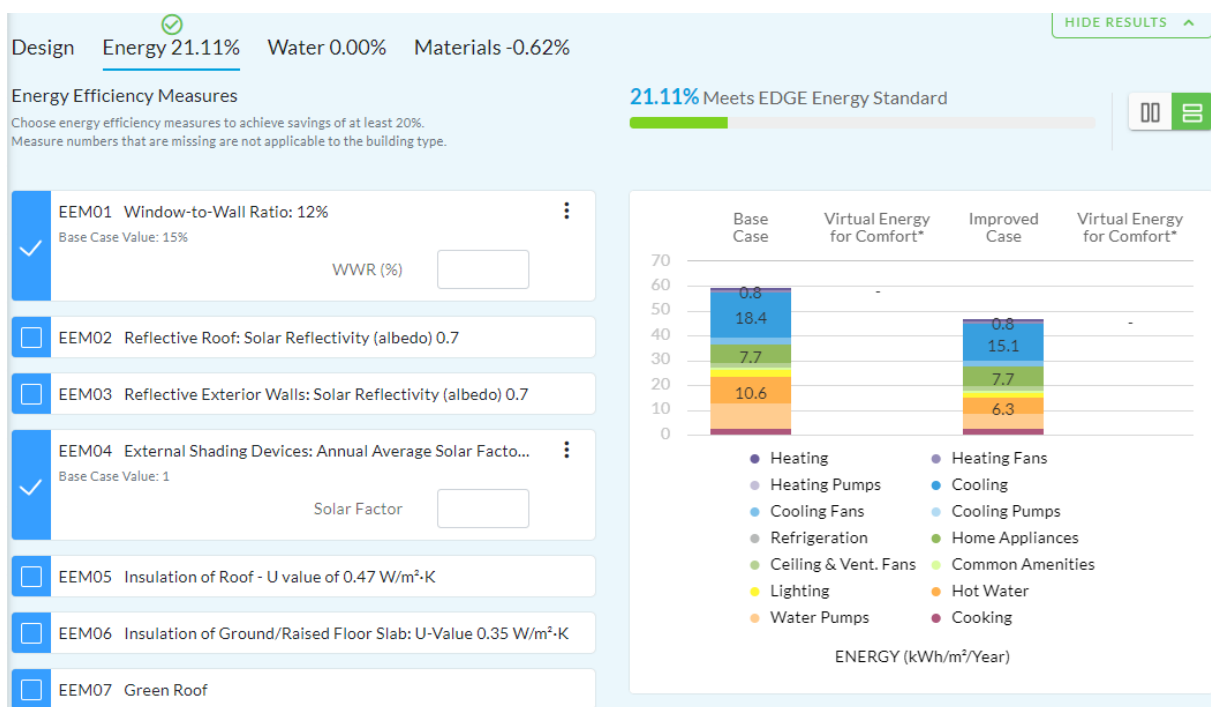 HIDE RESULTS
Design Energy 21.11% Water 0.00% Materials -0.62%
Energy Efficiency Measures
Choose energy efficiency measures to achieve savings of at least 20%.
Measure numbers that are missing are not applicable to the building type.
EEM01 Window-to-Wall Ratio: 12%
Base Case Value: 15%
WWR (%)
EEM02 Reflective Roof: Solar Reflectivity (albedo) 0.7
EEM03 Reflective Exterior Walls: Solar Reflectivity (albedo) 0.7
EEM04 External Shading Devices: Annual Average Solar Facto...
Base Case Value: 1
Solar Factor
EEM05 Insulation of Roof - U value of 0.47 W/m²·K
EEM06 Insulation of Ground/Raised Floor Slab: U-Value 0.35 W/m²·K
EEM07 Green Roof
21.11% Meets EDGE Energy Standard
Base Case
Virtual Energy for Comfort*
Improved Case
Virtual Energy for Comfort*
70
60
50
40
30
20
10
0
0.8
18.4
7.7
10.6
-
0.8
15.1
7.7
6.3
-
Heating
Heating Fans
Heating Pumps
Cooling
Cooling Fans
Cooling Pumps
Refrigeration
Home Appliances
Ceiling & Vent. Fans
Common Amenities
Lighting
Hot Water
Water Pumps
Cooking
ENERGY (kWh/m²/Year)